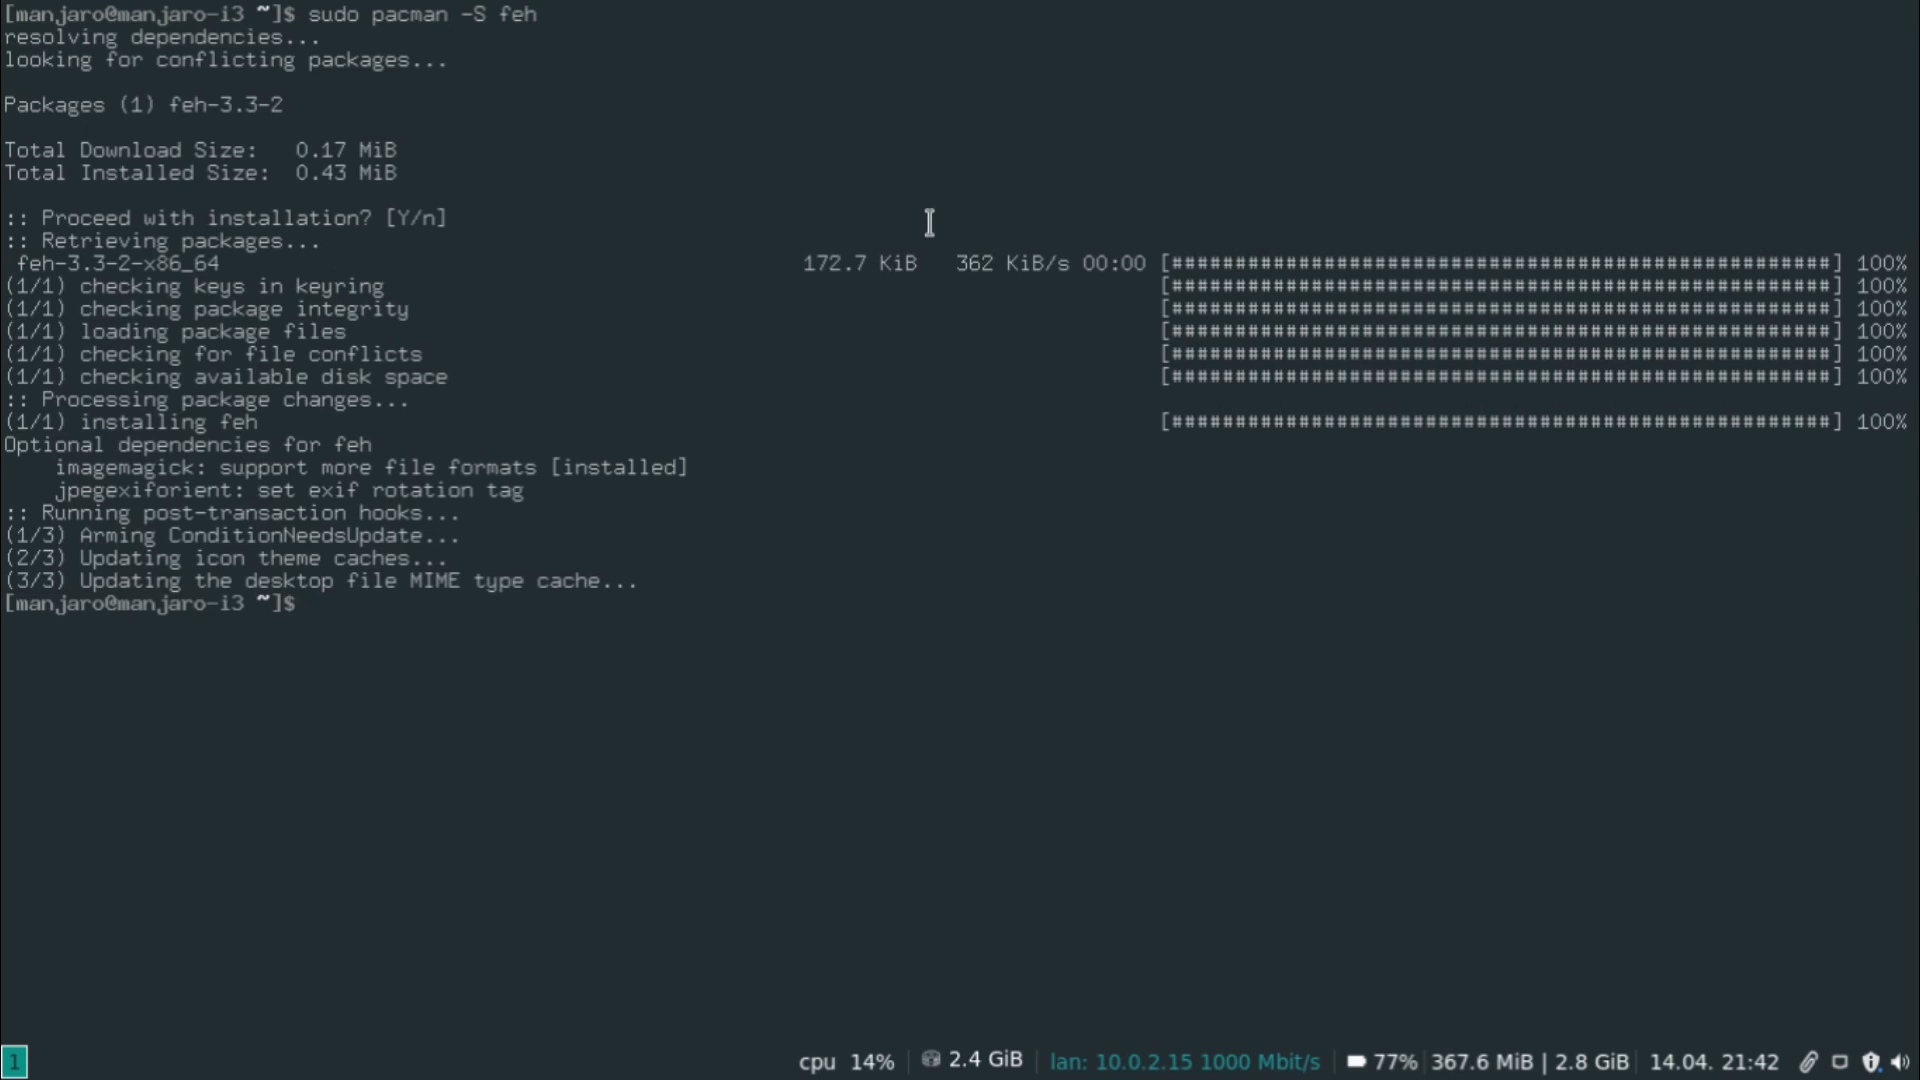 [manjaro@manjaro-i3 ~]$ sudo pacman -S feh
resolving dependencies...
looking for conflicting packages...
Packages (1) feh-3.3-2
Total Download Size:   0.17 MiB
Total Installed Size:  0.43 MiB
:: Proceed with installation? [Y/n]
:: Retrieving packages...
feh-3.3-2-x86_64 172.7 KiB 362 KiB/s 00:00 [####################################################] 100%
(1/1) checking keys in keyring [####################################################] 100%
(1/1) checking package integrity [####################################################] 100%
(1/1) loading package files [####################################################] 100%
(1/1) checking for file conflicts [####################################################] 100%
(1/1) checking available disk space [####################################################] 100%
:: Processing package changes...
(1/1) installing feh [####################################################] 100%
Optional dependencies for feh
    imagemagick: support more file formats [installed]
    jpegexiforient: set exif rotation tag
:: Running post-transaction hooks...
(1/3) Arming ConditionNeedsUpdate...
(2/3) Updating icon theme caches...
(3/3) Updating the desktop file MIME type cache...
[manjaro@manjaro-i3 ~]$
1 cpu 14% | 2.4 GiB | lan: 10.0.2.15 1000 Mbit/s | 77% 367.6 MiB | 2.8 GiB | 14.04. 21:42